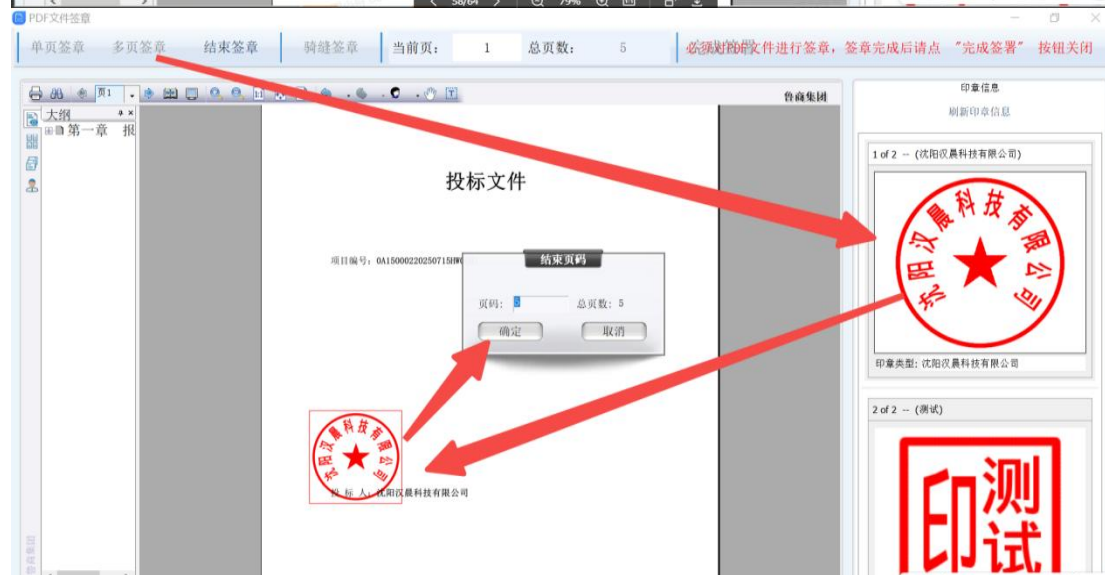 58/64
79%
PDF文件签章
单页签章 多页签章 结束签章 骑缝签章 当前页: 1 总页数: 5
必须对所有文件进行签章,签章完成后请点 "完成签署" 按钮关闭
页1
鲁商集团
大纲
第一章 报
投标文件
项目编号: 0A15000220250715HW
结束页码
页码: 5 总页数: 5
确定 取消
沈阳汉晨科技有限公司
投 标 人: 沈阳汉晨科技有限公司
印章信息
刷新印章信息
1 of 2 -- (沈阳汉晨科技有限公司)
沈阳汉晨科技有限公司
印章类型: 沈阳汉晨科技有限公司
2 of 2 -- (测试)
测试印